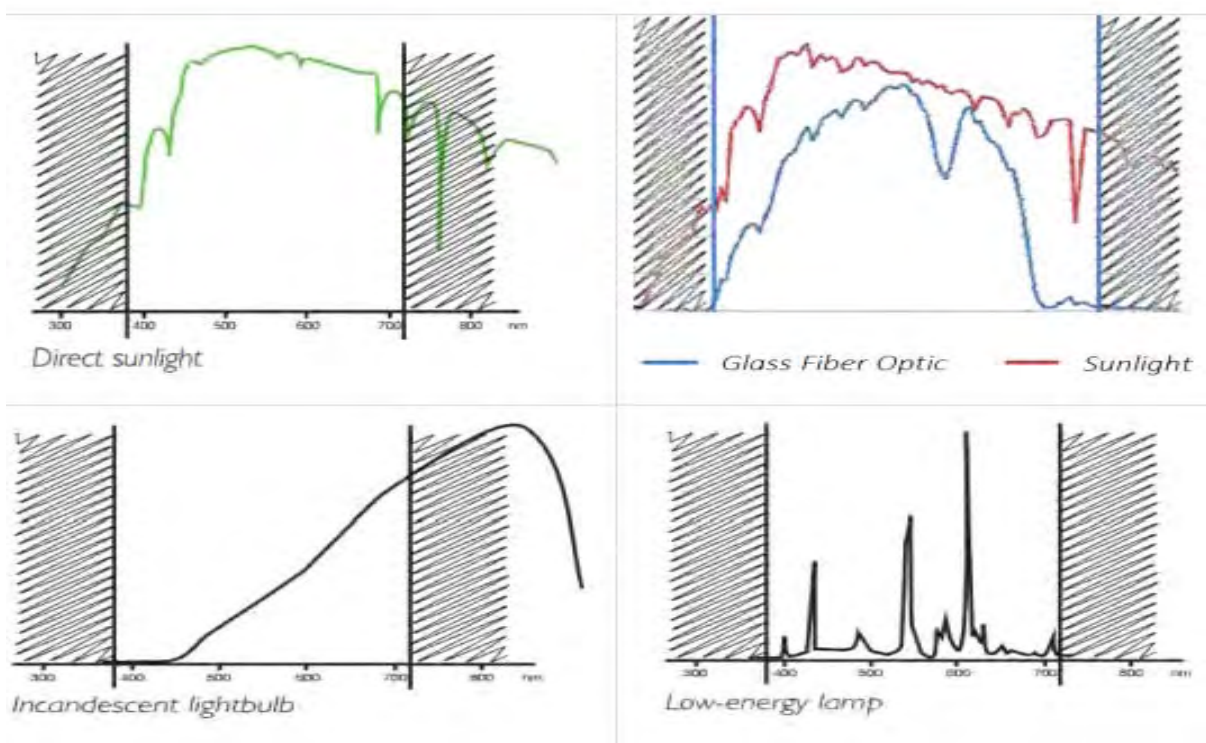 300 400 500 600 700 800 nm
Direct sunlight
Glass Fiber Optic Sunlight
300 400 500 600 700 800 nm
Incandescent lightbulb
300 400 500 600 700 800 nm
Low-energy lamp